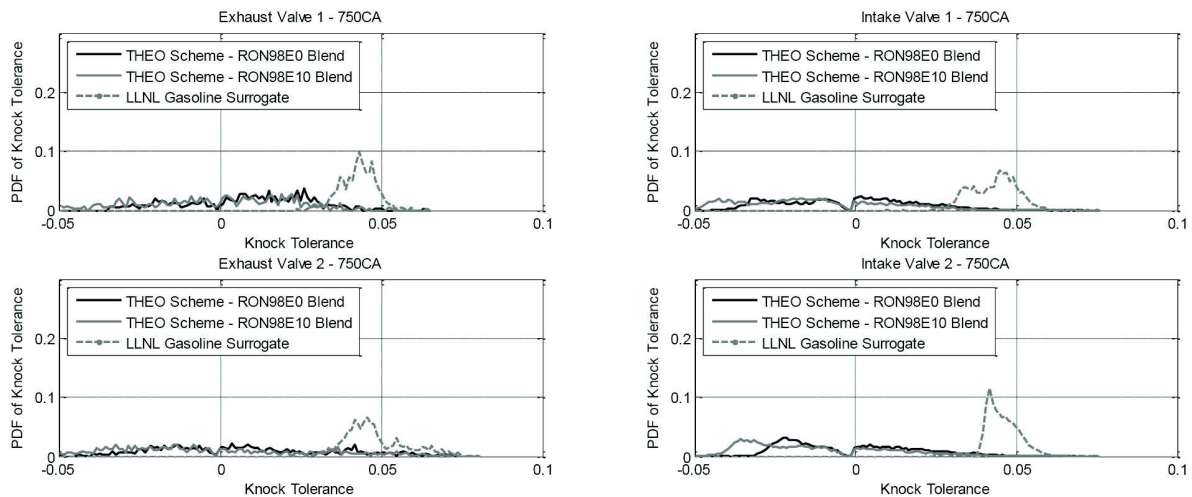 Exhaust Valve 1 - 750CA
PDF of Knock Tolerance
0.2
0.1
0
THEO Scheme - RON98E0 Blend
THEO Scheme - RON98E10 Blend
LLNL Gasoline Surrogate
-0.05
0
0.05
0.1
Knock Tolerance
Intake Valve 1 - 750CA
PDF of Knock Tolerance
0.2
0.1
0
THEO Scheme - RON98E0 Blend
THEO Scheme - RON98E10 Blend
LLNL Gasoline Surrogate
-0.05
0
0.05
0.1
Knock Tolerance
Exhaust Valve 2 - 750CA
PDF of Knock Tolerance
0.2
0.1
0
THEO Scheme - RON98E0 Blend
THEO Scheme - RON98E10 Blend
LLNL Gasoline Surrogate
-0.05
0
0.05
0.1
Knock Tolerance
Intake Valve 2 - 750CA
PDF of Knock Tolerance
0.2
0.1
0
THEO Scheme - RON98E0 Blend
THEO Scheme - RON98E10 Blend
LLNL Gasoline Surrogate
-0.05
0
0.05
0.1
Knock Tolerance